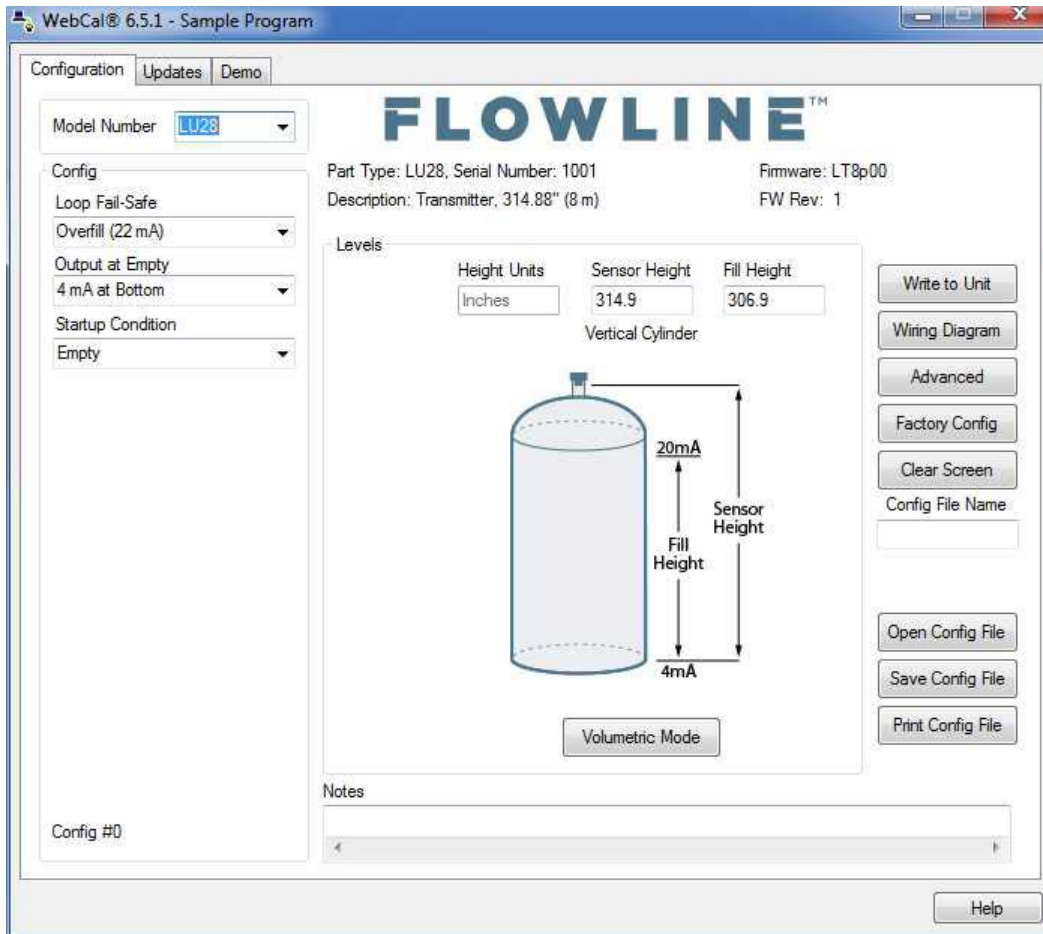 WebCal® 6.5.1 - Sample Program
Configuration
Updates
Demo
Model Number
LU28
Config
Loop Fail-Safe
Overfill (22 mA)
Output at Empty
4 mA at Bottom
Startup Condition
Empty
Config #0
FLOWLINE™
Part Type: LU28, Serial Number: 1001
Firmware: LT8p00
Description: Transmitter, 314.88" (8 m)
FW Rev: 1
Levels
Height Units
Sensor Height
Fill Height
Inches
314.9
306.9
Vertical Cylinder
20mA
Sensor
Height
Fill
Height
4mA
Volumetric Mode
Write to Unit
Wiring Diagram
Advanced
Factory Config
Clear Screen
Config File Name
Open Config File
Save Config File
Print Config File
Notes
Help